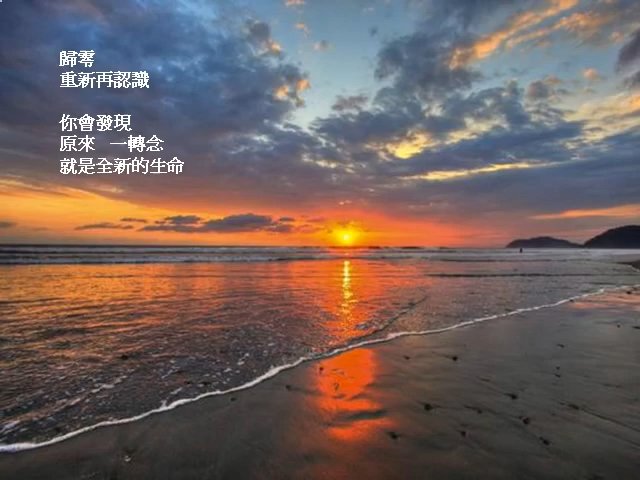 歸零
重新再認識
你會發現
原來　一轉念
就是全新的生命